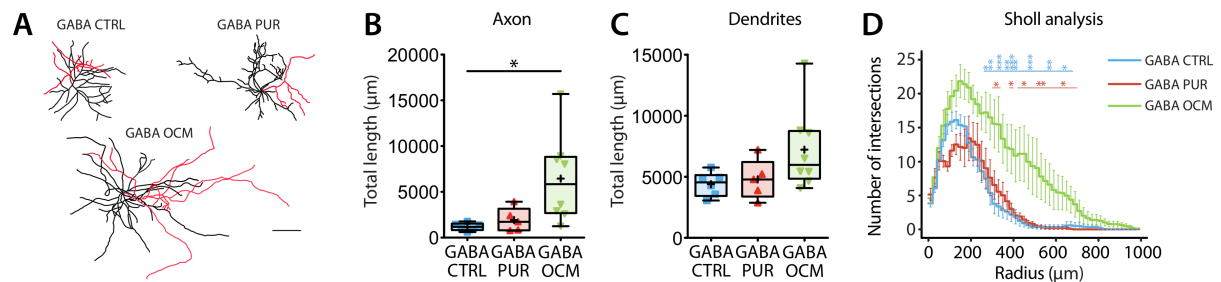 A
GABA CTRL
GABA PUR
GABA OCM
B
Axon
Total length (µm)
20000
15000
10000
5000
0
*
GABA CTRL
GABA PUR
GABA OCM
C
Dendrites
Total length (µm)
15000
10000
5000
0
GABA CTRL
GABA PUR
GABA OCM
D
Sholl analysis
Number of intersections
25
20
15
10
5
0
0 200 400 600 800 1000
Radius (µm)
GABA CTRL
GABA PUR
GABA OCM